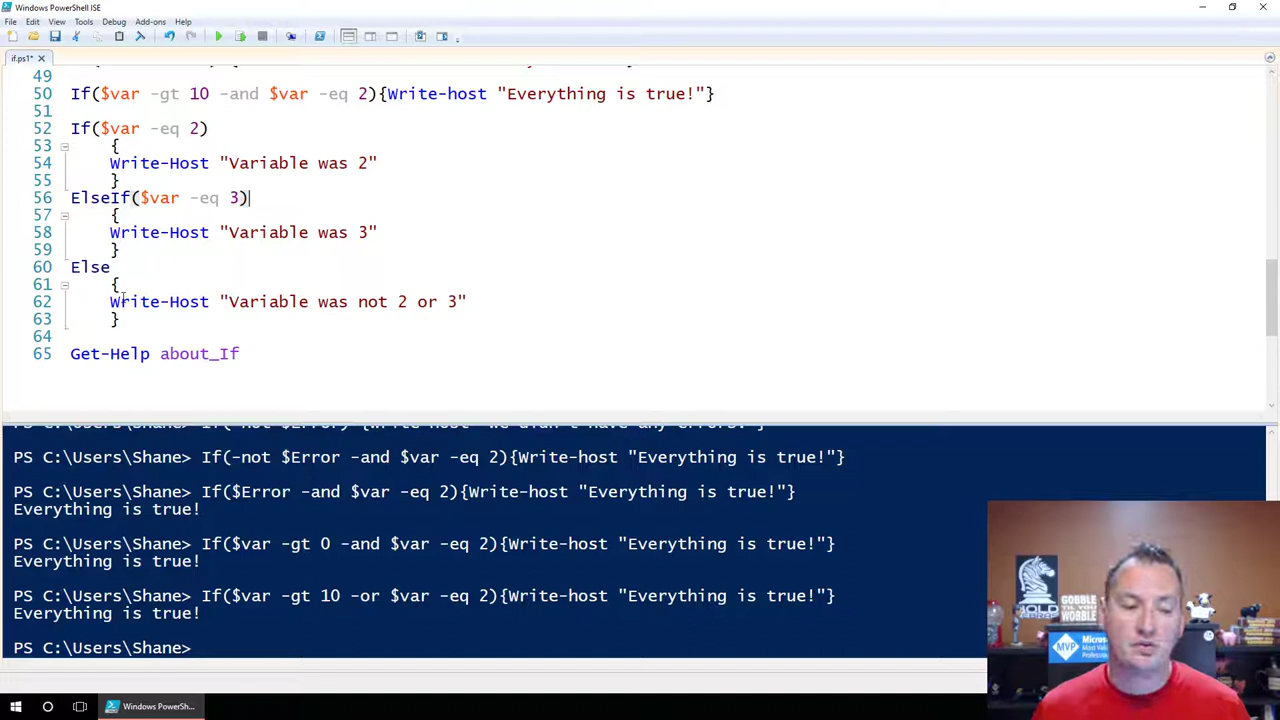 Windows PowerShell ISE
File Edit View Tools Debug Add-ons Help
if.ps1*
49
50 If($var -gt 10 -and $var -eq 2){Write-host "Everything is true!"}
51
52 If($var -eq 2)
53 {
54 Write-Host "Variable was 2"
55 }
56 ElseIf($var -eq 3)
57 {
58 Write-Host "Variable was 3"
59 }
60 Else
61 {
62 Write-Host "Variable was not 2 or 3"
63 }
64
65 Get-Help about_If
PS C:\Users\Shane> If(-not $Error -and $var -eq 2){Write-host "Everything is true!"}
PS C:\Users\Shane> If($Error -and $var -eq 2){Write-host "Everything is true!"}
Everything is true!
PS C:\Users\Shane> If($var -gt 0 -and $var -eq 2){Write-host "Everything is true!"}
Everything is true!
PS C:\Users\Shane> If($var -gt 10 -or $var -eq 2){Write-host "Everything is true!"}
Everything is true!
PS C:\Users\Shane>
GOBBLE
TIL YOU
WOBBLE
MVP
Windows PowerSh...